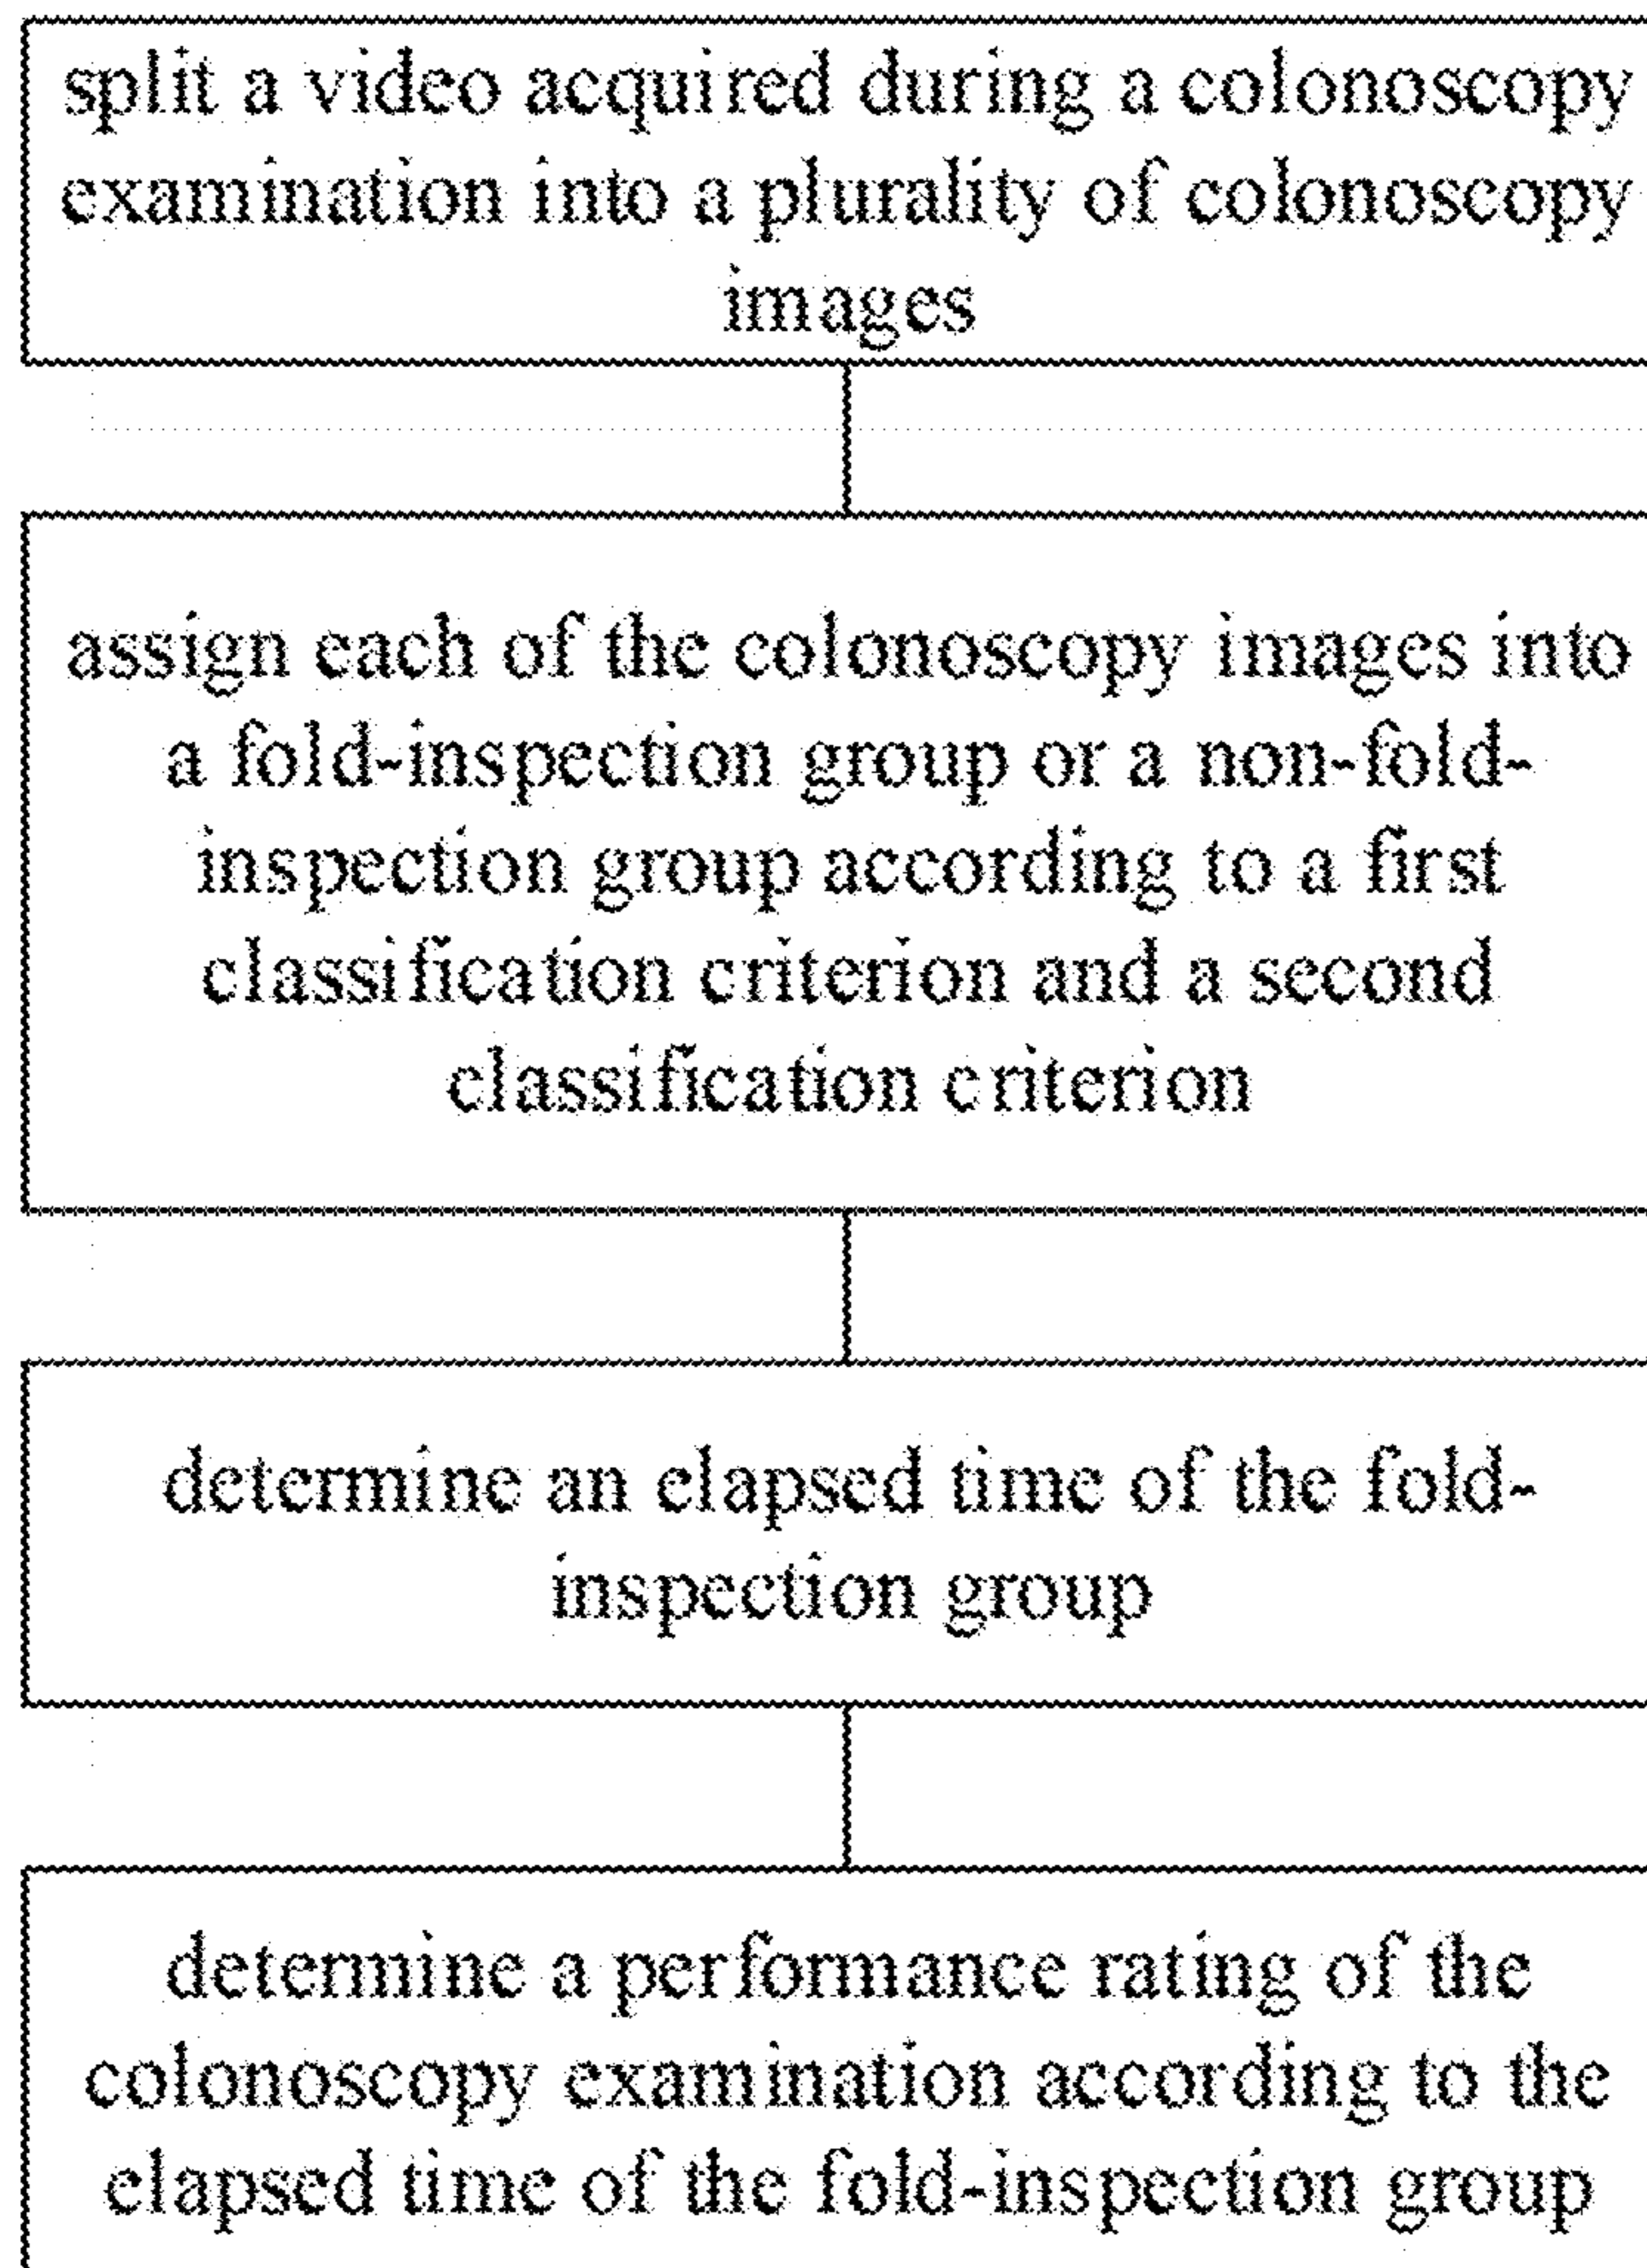 split a video acquired during a colonoscopy
examination into a plurality of colonoscopy
images
assign each of the colonoscopy images into
a fold-inspection group or a non-fold-
inspection group according to a first
classification criterion and a second
classification criterion
determine an elapsed time of the fold-
inspection group
determine a performance rating of the
colonoscopy examination according to the
elapsed time of the fold-inspection group